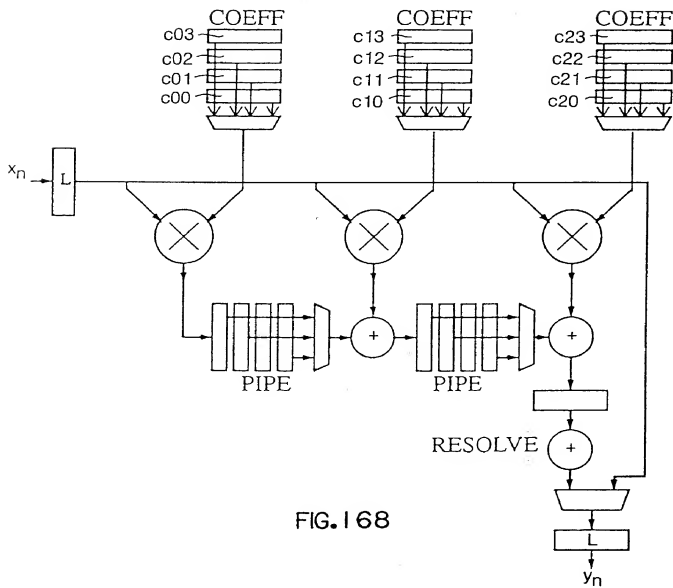 COEFF COEFF COEFF
c03 c13 c23
c02 c12 c22
c01 c11 c21
c00 c10 c20
xn L
+ +
PIPE PIPE
RESOLVE +
FIG.168
L
yn